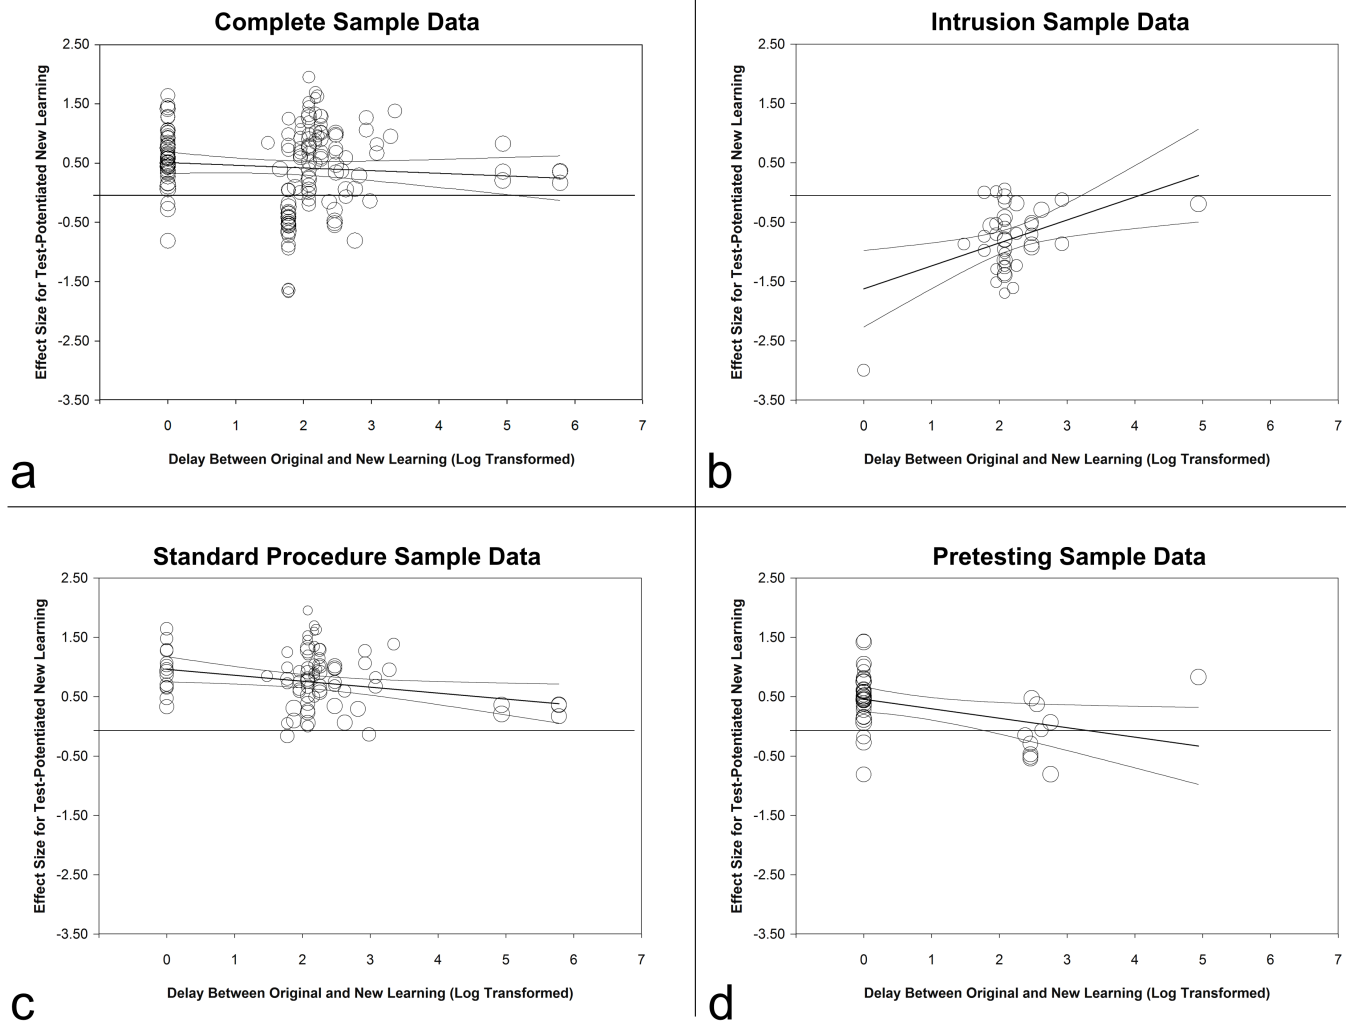 Complete Sample Data
Effect Size for Test-Potentiated New Learning
2.50
1.50
0.50
-0.50
-1.50
-2.50
-3.50
0 1 2 3 4 5 6 7
Delay Between Original and New Learning (Log Transformed)
a
Intrusion Sample Data
Effect Size for Test-Potentiated New Learning
2.50
1.50
0.50
-0.50
-1.50
-2.50
-3.50
0 1 2 3 4 5 6 7
Delay Between Original and New Learning (Log Transformed)
b
Standard Procedure Sample Data
Effect Size for Test-Potentiated New Learning
2.50
1.50
0.50
-0.50
-1.50
-2.50
-3.50
0 1 2 3 4 5 6 7
Delay Between Original and New Learning (Log Transformed)
c
Pretesting Sample Data
Effect Size for Test-Potentiated New Learning
2.50
1.50
0.50
-0.50
-1.50
-2.50
-3.50
0 1 2 3 4 5 6 7
Delay Between Original and New Learning (Log Transformed)
d